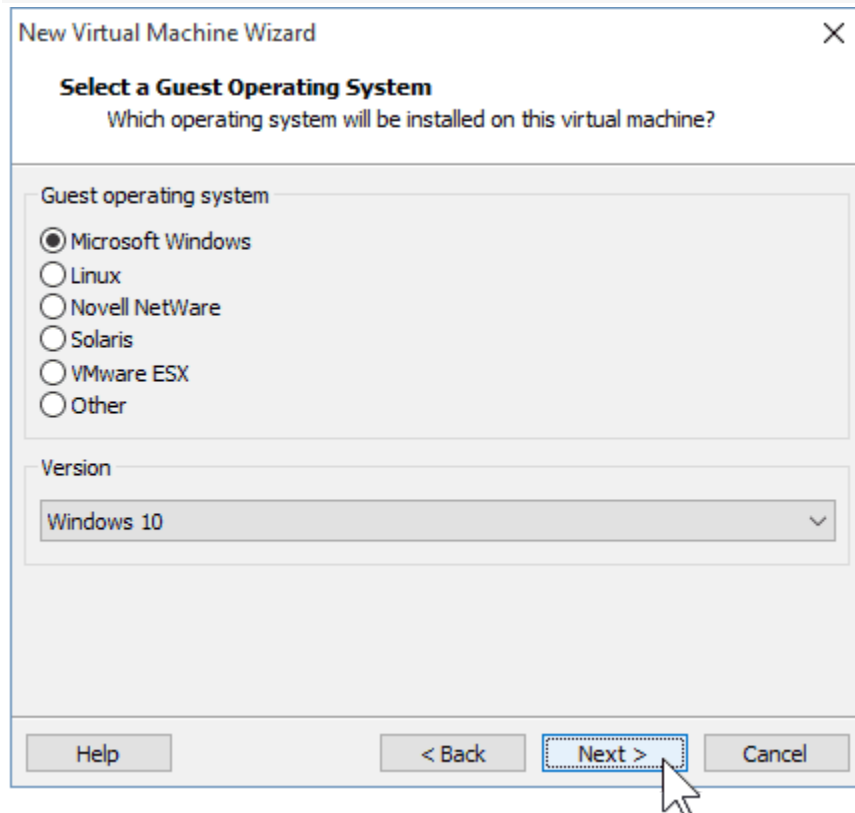 New Virtual Machine Wizard
Select a Guest Operating System
Which operating system will be installed on this virtual machine?
Guest operating system
Microsoft Windows
Linux
Novell NetWare
Solaris
VMware ESX
Other
Version
Windows 10
Help
< Back
Next >
Cancel